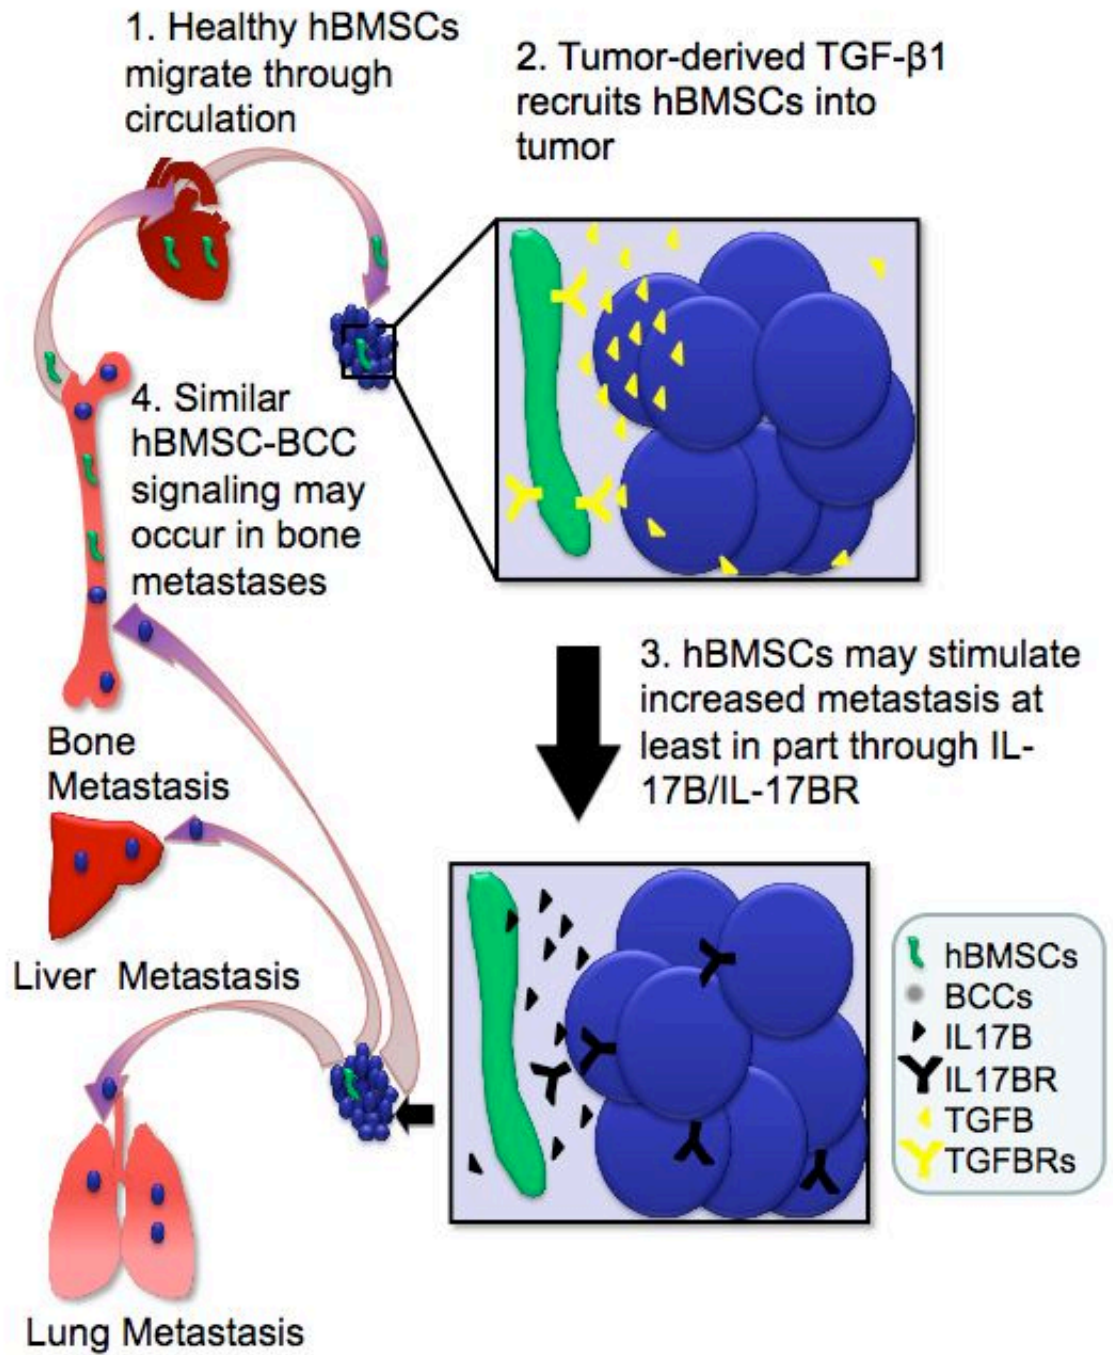 1. Healthy hBMSCs
migrate through
circulation
2. Tumor-derived TGF-β1
recruits hBMSCs into
tumor
4. Similar
hBMSC-BCC
signaling may
occur in bone
metastases
3. hBMSCs may stimulate
increased metastasis at
least in part through IL-
17B/IL-17BR
Bone
Metastasis
Liver Metastasis
Lung Metastasis
hBMSCs
BCCs
IL17B
IL17BR
TGFB
TGFBRs